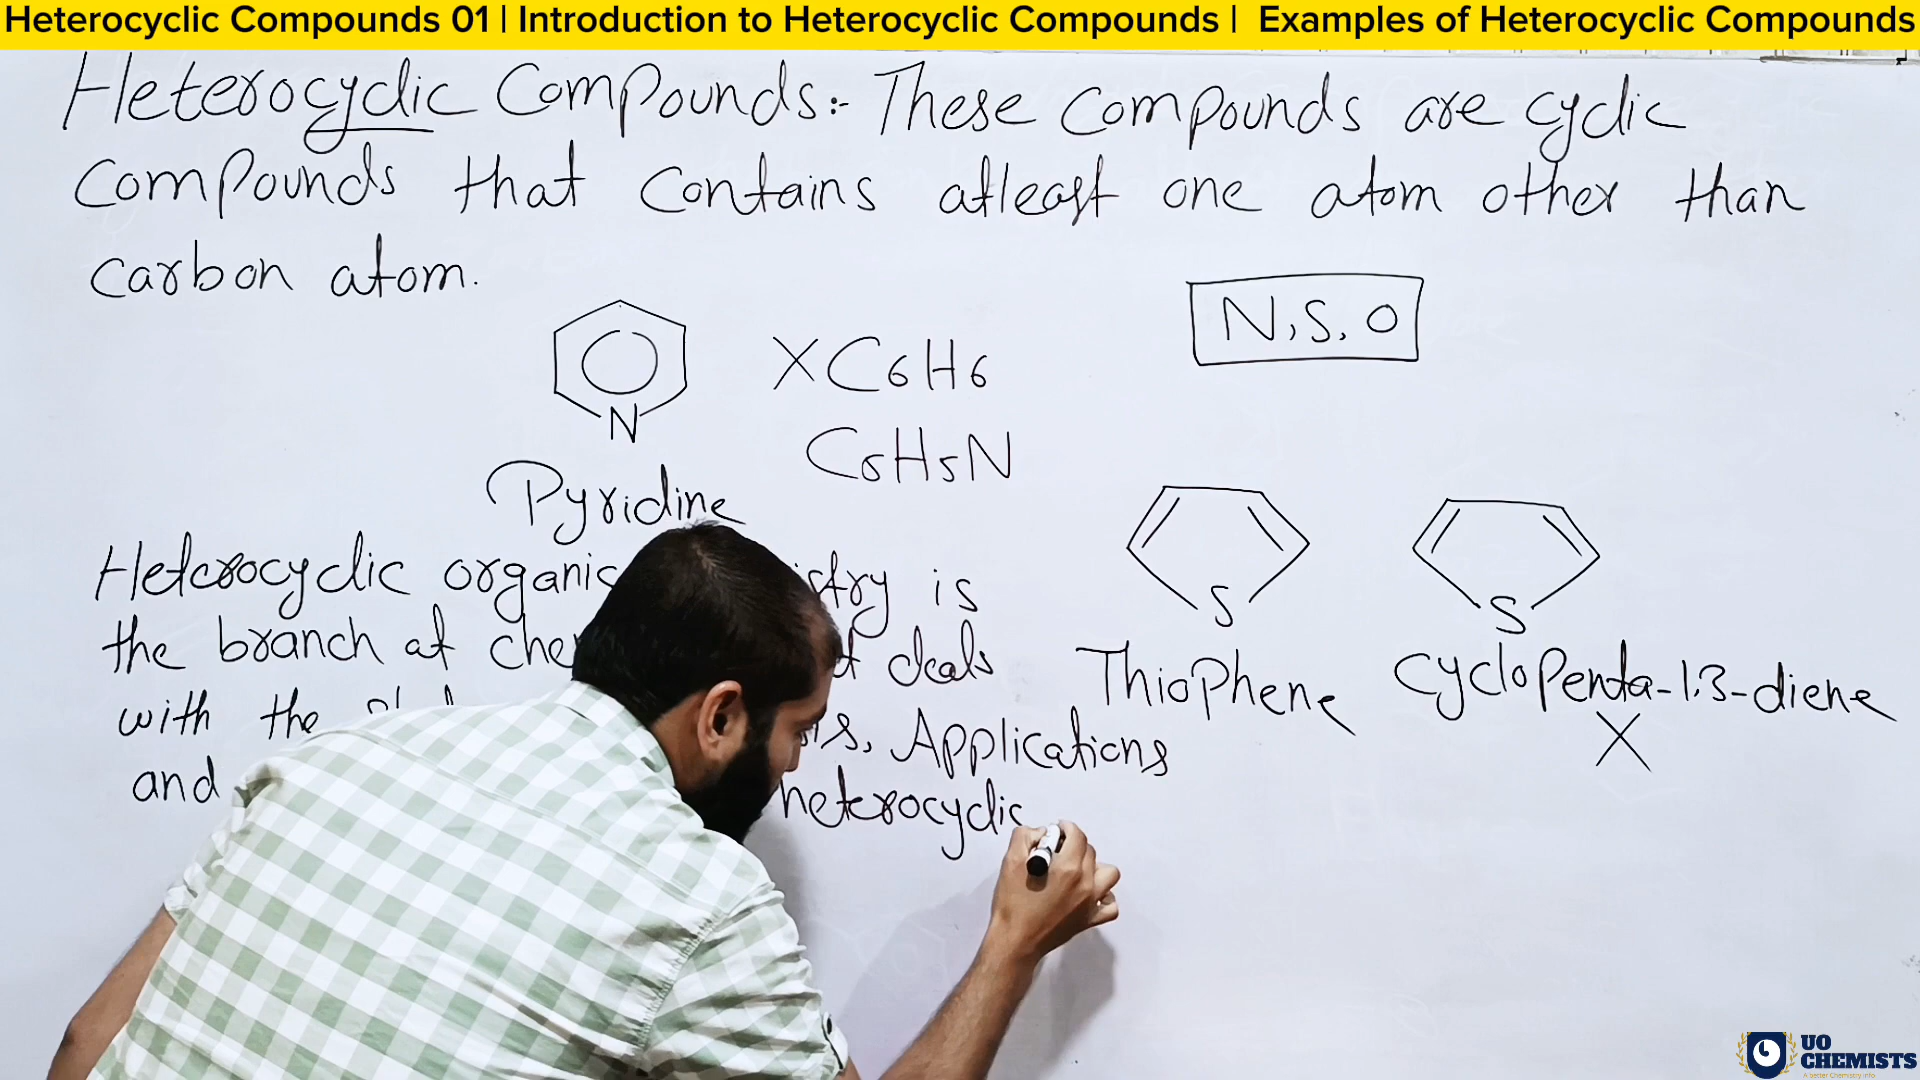 Heterocyclic Compounds 01 | Introduction to Heterocyclic Compounds | Examples of Heterocyclic Compounds
Heterocyclic Compounds:- These compounds are cyclic
compounds that contains atleast one atom other than
carbon atom.
N, S, O
X C6H6
N
C5H5N
Pyridine
S
S
Thiophene
cyclopenta-1,3-diene
X
Heterocyclic organic is
the branch of deals
with the Applications
and heterocyclic
UO
CHEMISTS